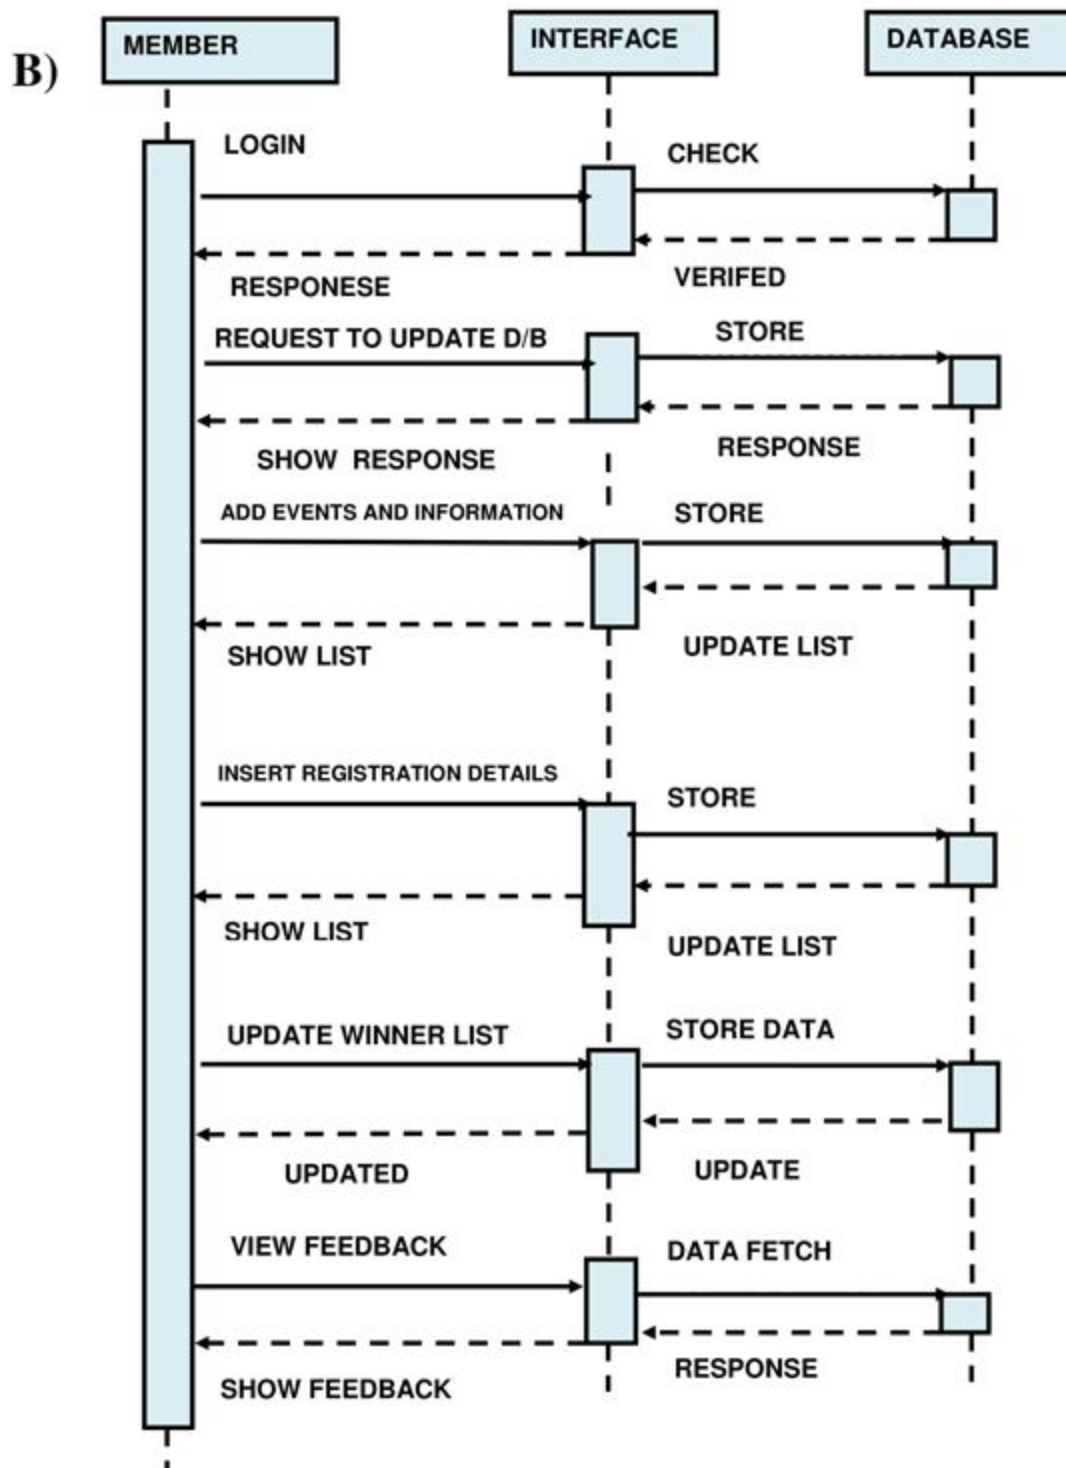 B)
MEMBER
INTERFACE
DATABASE
LOGIN
CHECK
RESPONESE
VERIFED
REQUEST TO UPDATE D/B
STORE
SHOW RESPONSE
RESPONSE
ADD EVENTS AND INFORMATION
STORE
SHOW LIST
UPDATE LIST
INSERT REGISTRATION DETAILS
STORE
SHOW LIST
UPDATE LIST
UPDATE WINNER LIST
STORE DATA
UPDATED
UPDATE
VIEW FEEDBACK
DATA FETCH
SHOW FEEDBACK
RESPONSE